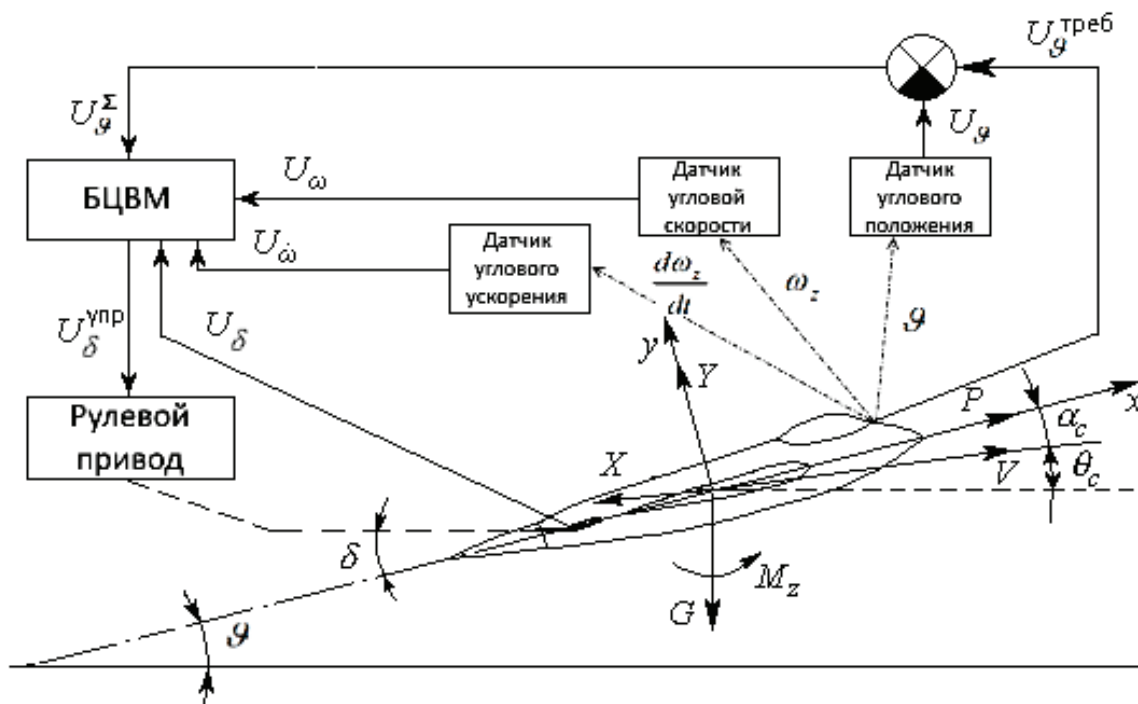 U_ϑ^треб
U_ϑ^Σ
U_ϑ
БЦВМ
U_ω
Датчик
угловой
скорости
Датчик
углового
положения
U_ω̇
Датчик
углового
ускорения
dω_z
dt
ω_z
ϑ
U_δ^упр
U_δ
y
Y
Рулевой
привод
P
x
α_c
X
V
θ_c
δ
M_z
G
ϑ